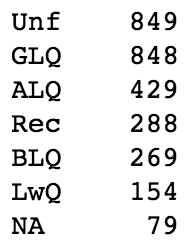 Unf 849
GLQ 848
ALQ 429
Rec 288
BLQ 269
LwQ 154
NA 79